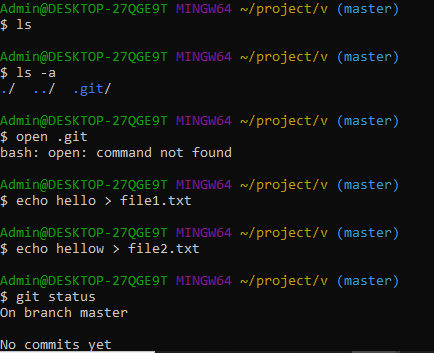 Admin@DESKTOP-27QGE9T MINGW64 ~/project/v (master)
$ ls
Admin@DESKTOP-27QGE9T MINGW64 ~/project/v (master)
$ ls -a
./  ../  .git/
Admin@DESKTOP-27QGE9T MINGW64 ~/project/v (master)
$ open .git
bash: open: command not found
Admin@DESKTOP-27QGE9T MINGW64 ~/project/v (master)
$ echo hello > file1.txt
Admin@DESKTOP-27QGE9T MINGW64 ~/project/v (master)
$ echo hellow > file2.txt
Admin@DESKTOP-27QGE9T MINGW64 ~/project/v (master)
$ git status
On branch master
No commits yet